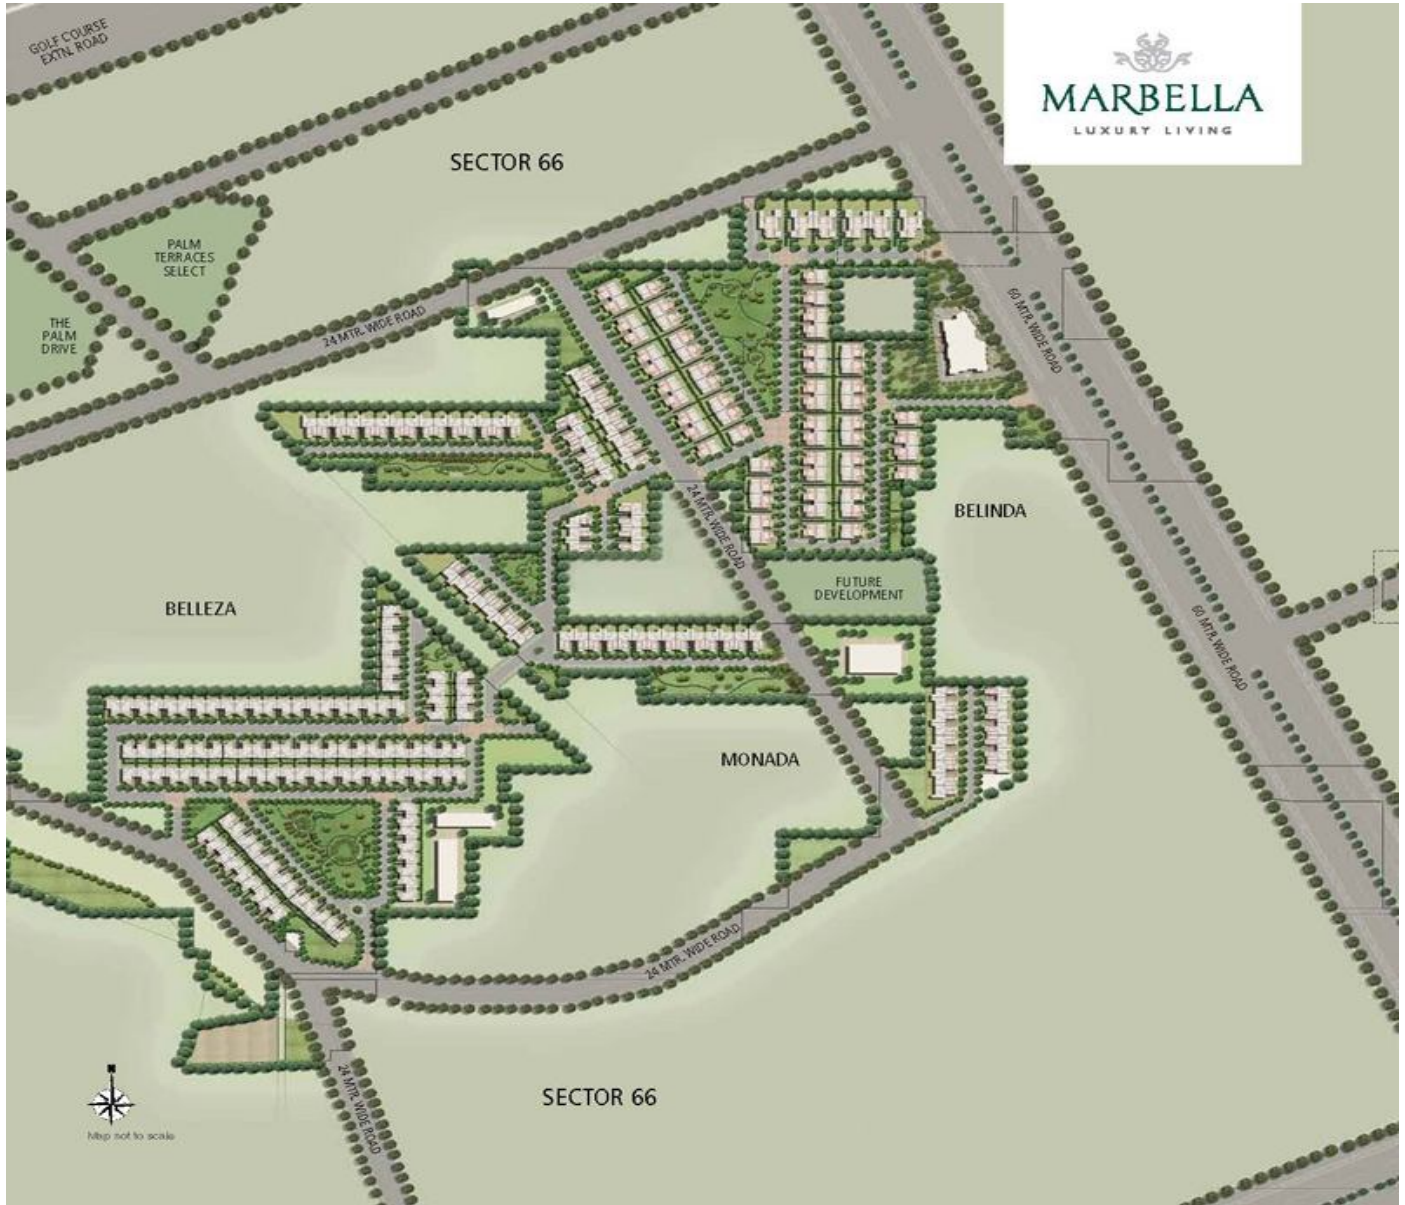 GOLF COURSE
EXTN. ROAD
MARBELLA
LUXURY LIVING
SECTOR 66
PALM
TERRACES
SELECT
THE
PALM
DRIVE
24 MTR. WIDE ROAD
60 MTR. WIDE ROAD
24 MTR. WIDE ROAD
BELINDA
FUTURE
DEVELOPMENT
BELLEZA
60 MTR. WIDE ROAD
MONADA
24 MTR. WIDE ROAD
SECTOR 66
24 MTR. WIDE ROAD
Map not to scale